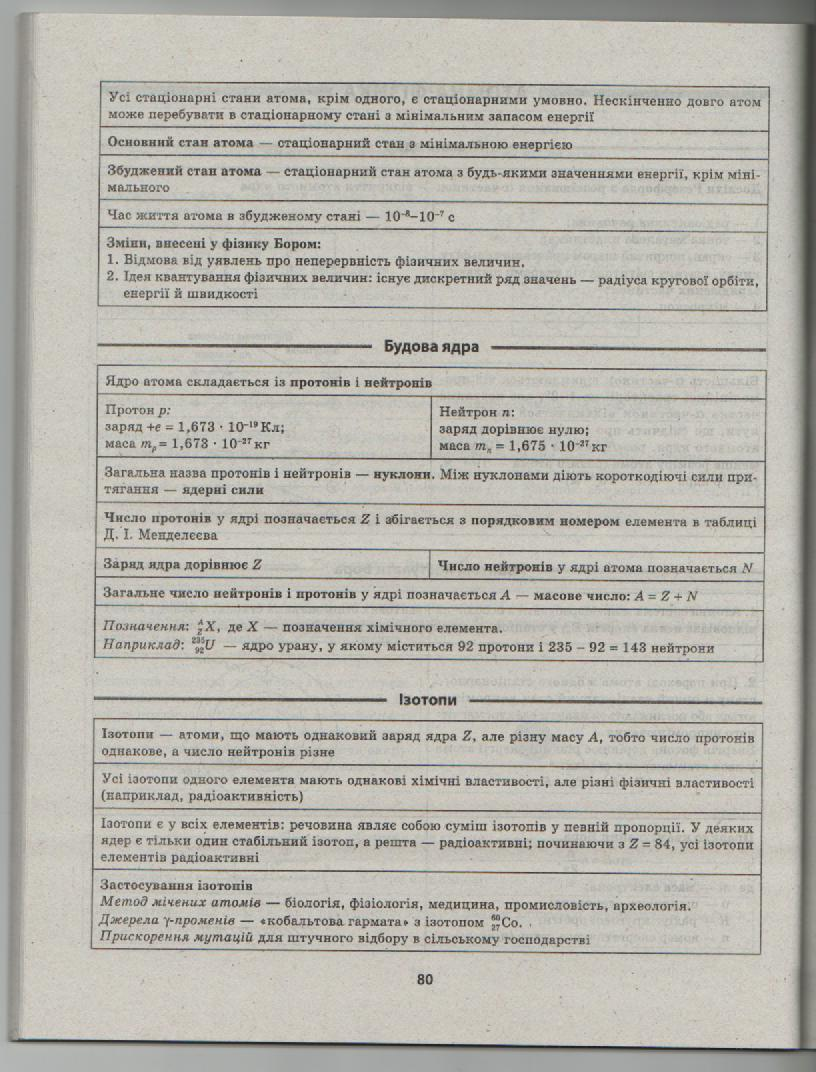 Усі стаціонарні стани атома, крім одного, є стаціонарними умовно. Нескінченно довго атом
може перебувати в стаціонарному стані з мінімальним запасом енергії
Основний стан атома — стаціонарний стан з мінімальною енергією
Збуджений стан атома — стаціонарний стан атома з будь-якими значеннями енергії, крім міні-
мального
Час життя атома в збудженому стані — 10⁻⁸–10⁻⁷ с
Зміни, внесені у фізику Бором:
1. Відмова від уявлень про неперервність фізичних величин.
2. Ідея квантування фізичних величин: існує дискретний ряд значень — радіуса кругової орбіти,
енергії й швидкості
Будова ядра
Ядро атома складається із протонів і нейтронів
Протон p:
заряд +e = 1,673 · 10⁻¹⁹ Кл;
маса mₚ = 1,673 · 10⁻²⁷ кг
Нейтрон n:
заряд дорівнює нулю;
маса mₙ = 1,675 · 10⁻²⁷ кг
Загальна назва протонів і нейтронів — нуклони. Між нуклонами діють короткодіючі сили при-
тягання — ядерні сили
Число протонів у ядрі позначається Z і збігається з порядковим номером елемента в таблиці
Д. І. Менделєєва
Заряд ядра дорівнює Z
Число нейтронів у ядрі атома позначається N
Загальне число нейтронів і протонів у ядрі позначається A — масове число: A = Z + N
Позначення: ᴬ_Z X, де X — позначення хімічного елемента.
Наприклад: ²³⁵₉₂U — ядро урану, у якому міститься 92 протони і 235 – 92 = 143 нейтрони
Ізотопи
Ізотопи — атоми, що мають однаковий заряд ядра Z, але різну масу A, тобто число протонів
однакове, а число нейтронів різне
Усі ізотопи одного елемента мають однакові хімічні властивості, але різні фізичні властивості
(наприклад, радіоактивність)
Ізотопи є у всіх елементів: речовина являє собою суміш ізотопів у певній пропорції. У деяких
ядер є тільки один стабільний ізотоп, а решта — радіоактивні; починаючи з Z = 84, усі ізотопи
елементів радіоактивні
Застосування ізотопів
Метод мічених атомів — біологія, фізіологія, медицина, промисловість, археологія.
Джерела γ-променів — «кобальтова гармата» з ізотопом ⁶⁰₂₇Co.
Прискорення мутацій для штучного відбору в сільському господарстві
80